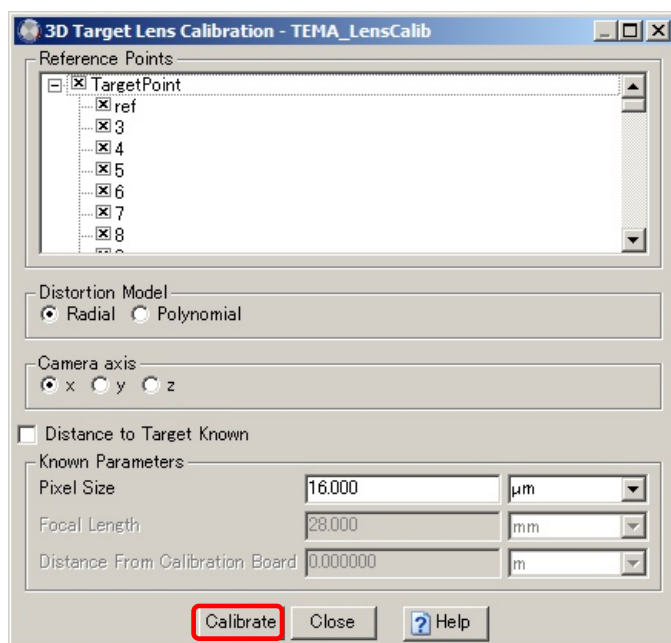 3D Target Lens Calibration - TEMA_LensCalib
Reference Points
TargetPoint
ref
3
4
5
6
7
8
Distortion Model
Radial Polynomial
Camera axis
x y z
Distance to Target Known
Known Parameters
Pixel Size 16.000 µm
Focal Length 28.000 mm
Distance From Calibration Board 0.000000 m
Calibrate Close Help